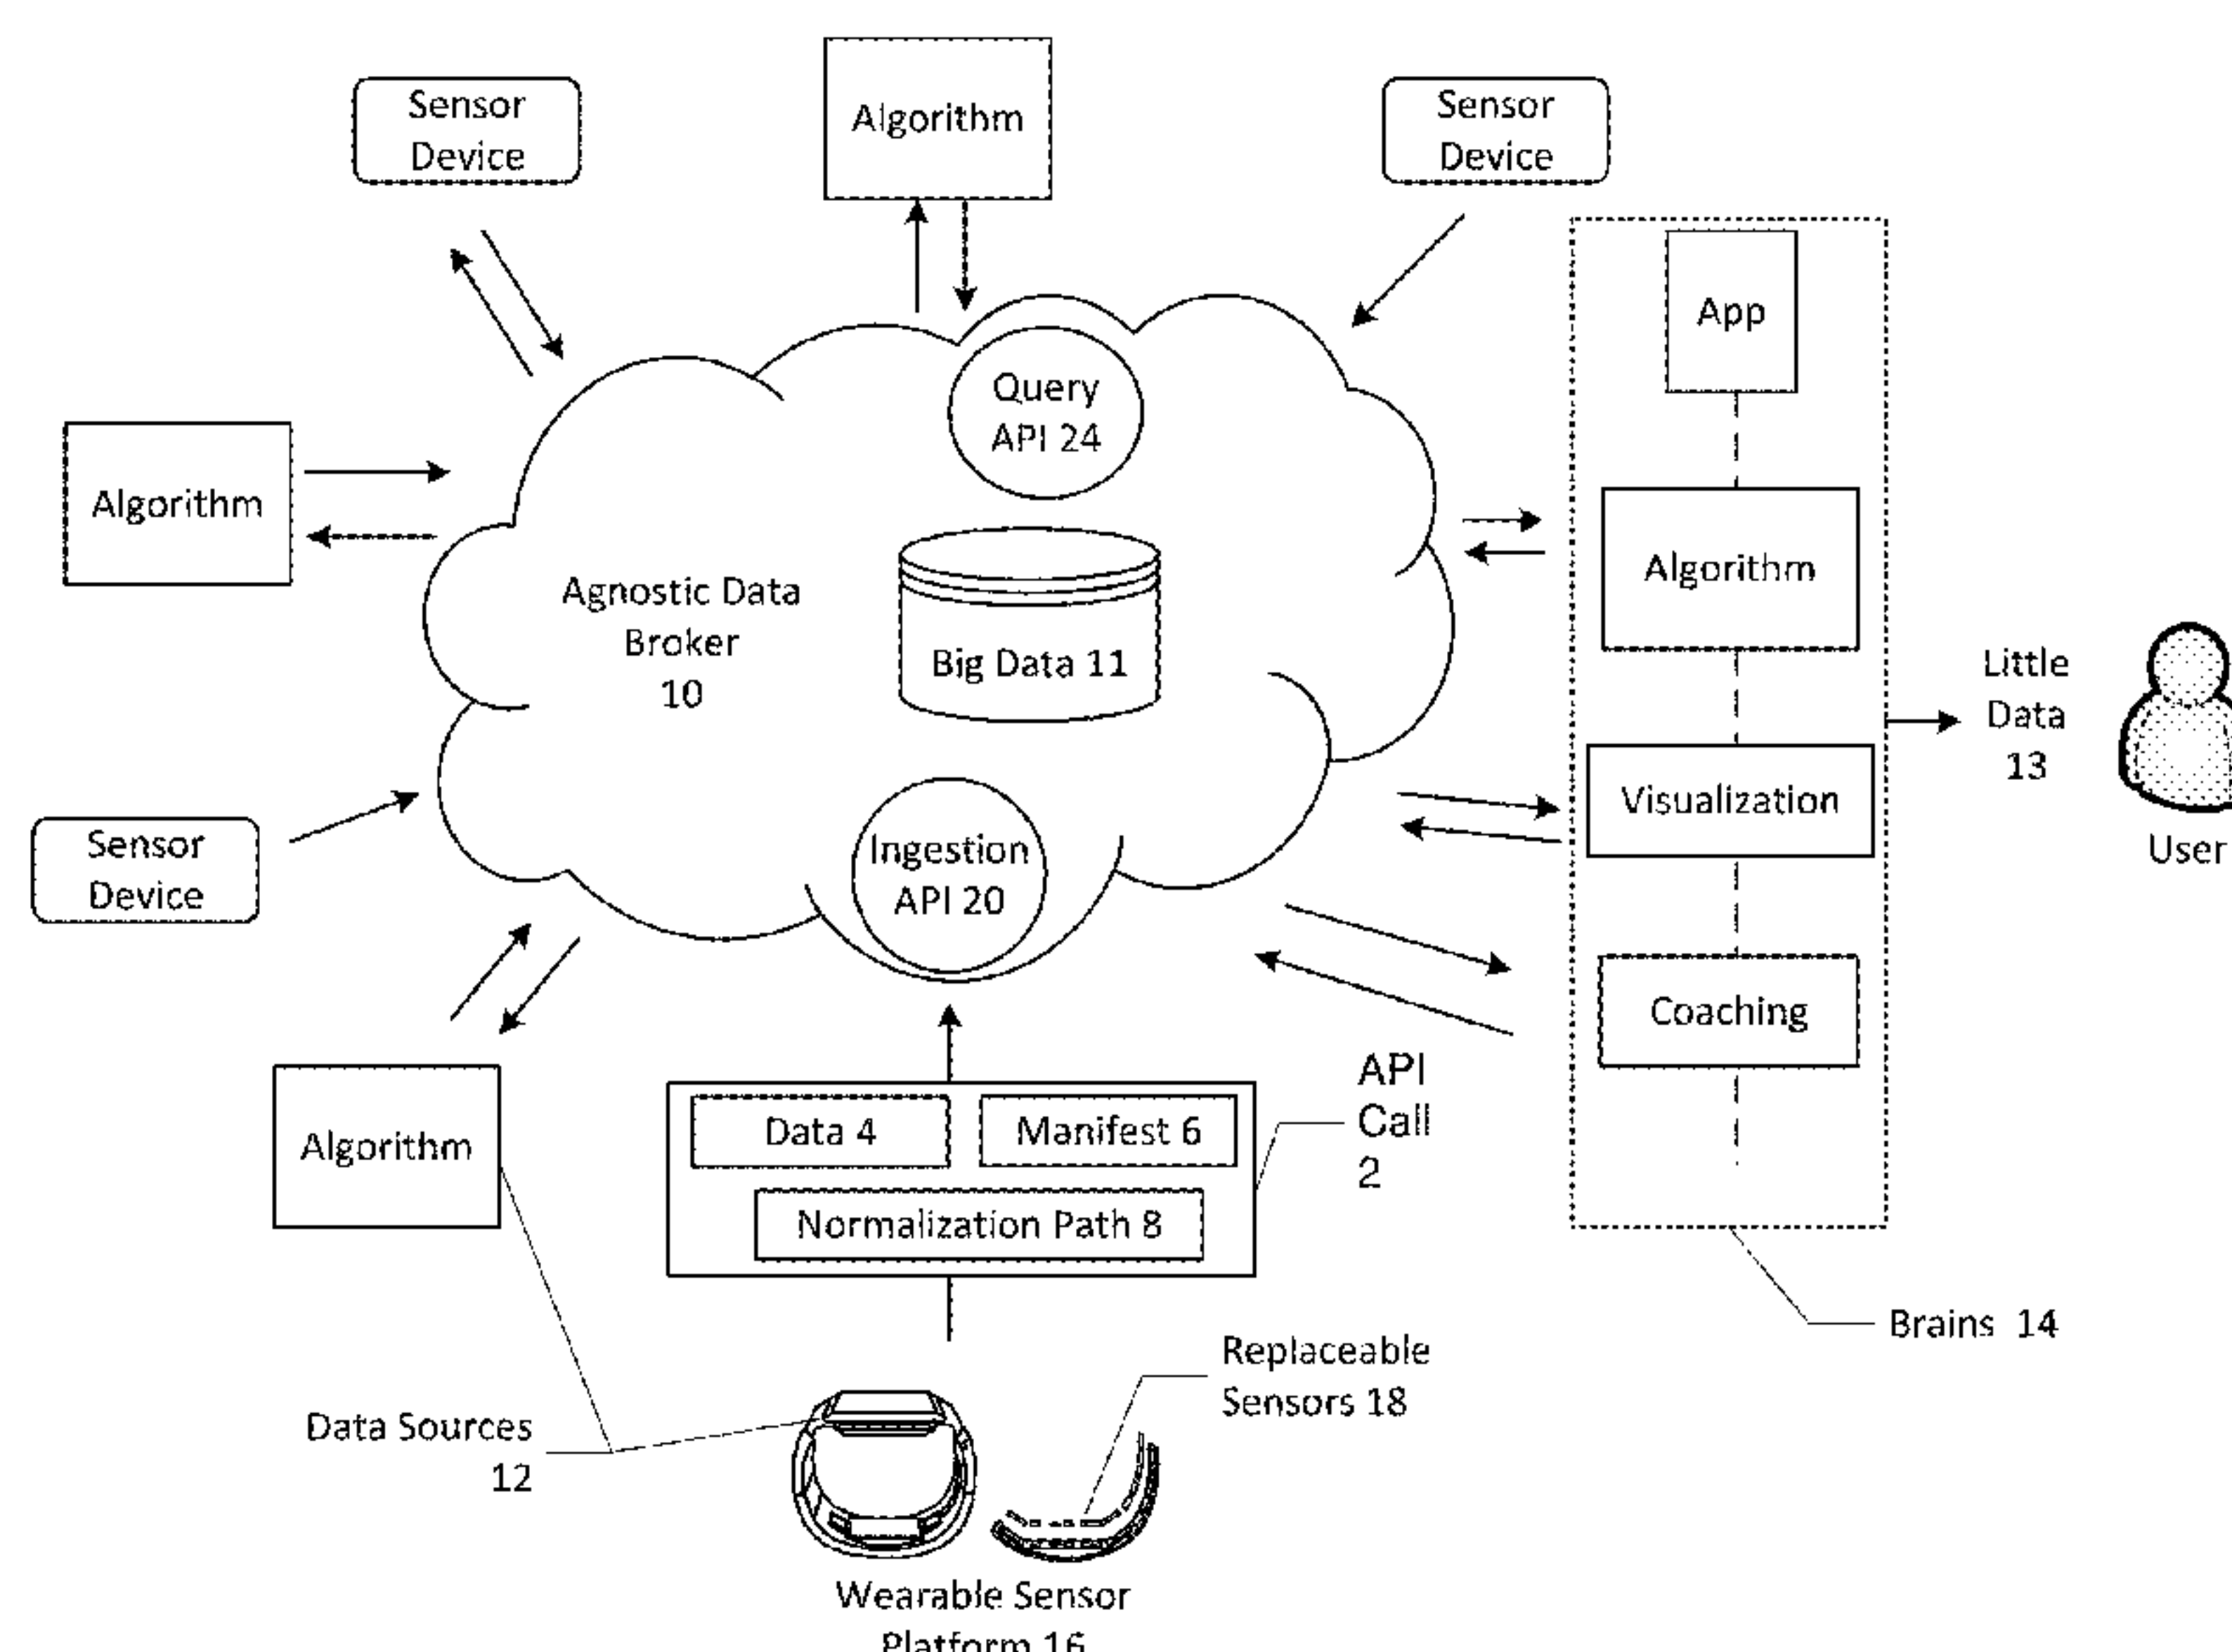 Sensor
Device
Algorithm
Sensor
Device
App
Query
API 24
Algorithm
Algorithm
Agnostic Data
Broker
10
Big Data 11
Little
Data
13
Visualization
User
Sensor
Device
Ingestion
API 20
Coaching
API
Call
2
Algorithm
Data 4
Manifest 6
Normalization Path 8
Brains 14
Replaceable
Sensors 18
Data Sources
12
Wearable Sensor
Platform 16